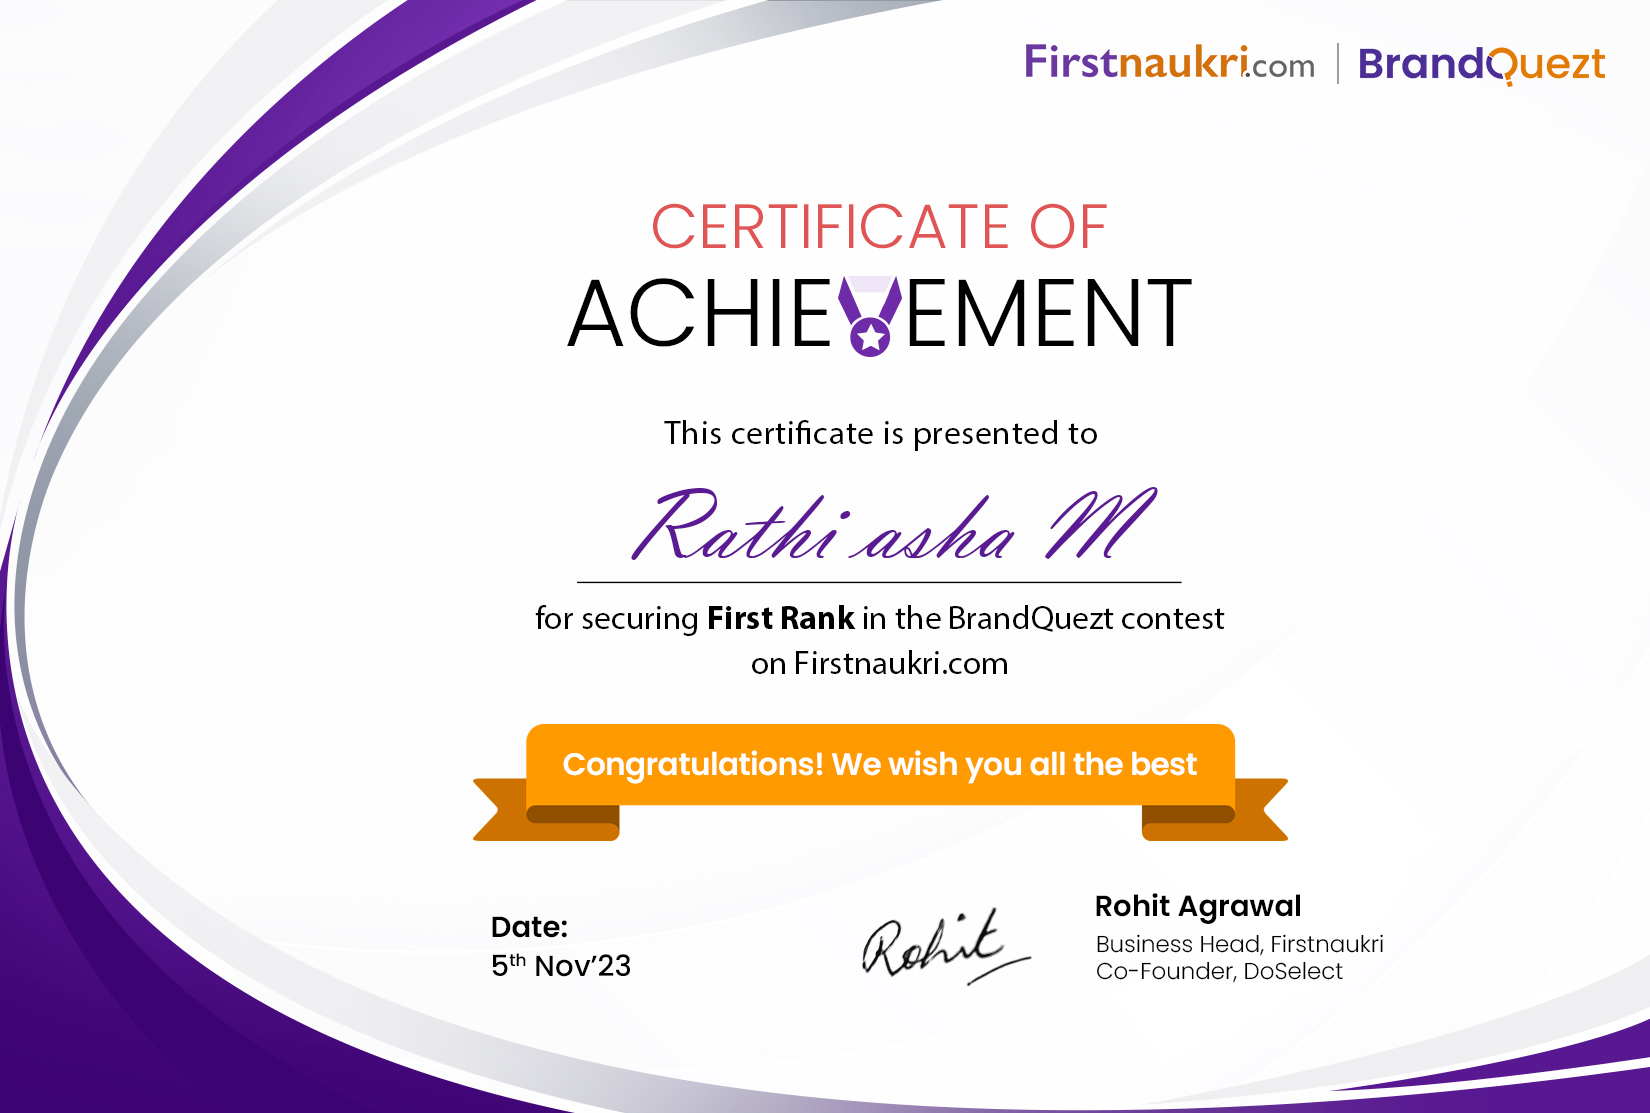 Firstnaukri.com | BrandQuezt
CERTIFICATE OF
ACHIEVEMENT
This certificate is presented to
Rathi asha M
for securing First Rank in the BrandQuezt contest
on Firstnaukri.com
Congratulations! We wish you all the best
Date:
5th Nov’23
Rohit
Rohit Agrawal
Business Head, Firstnaukri
Co-Founder, DoSelect